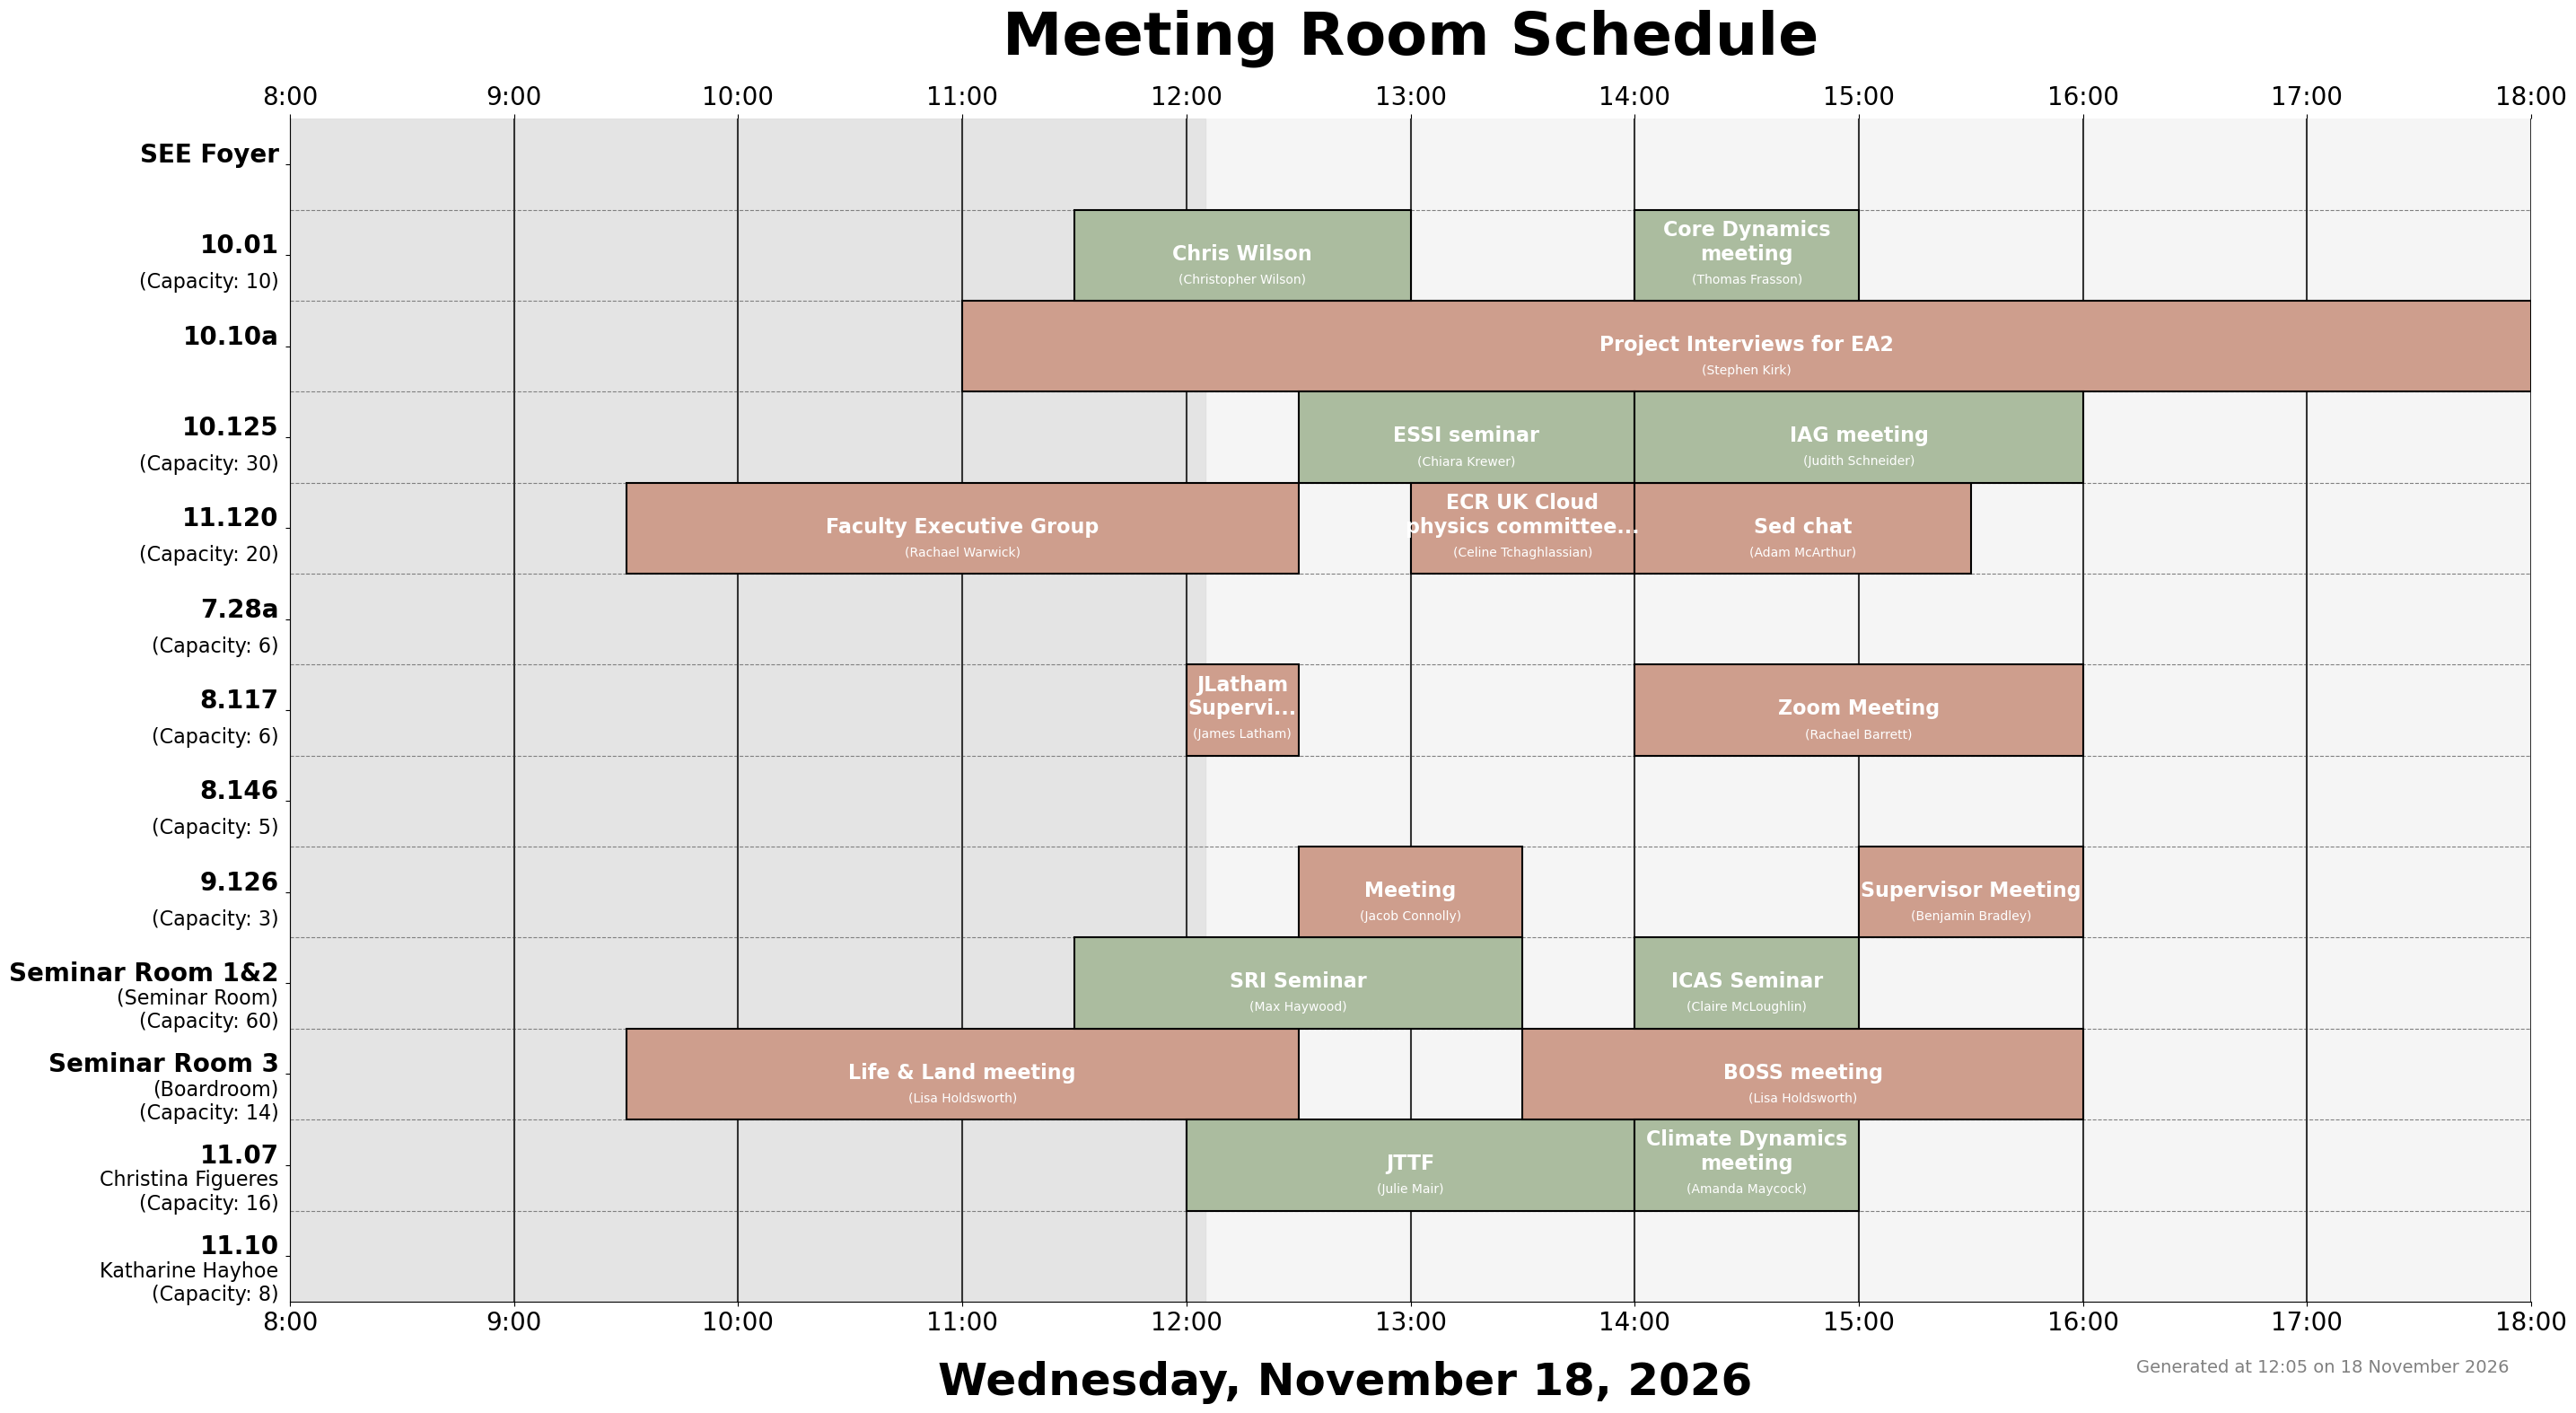 Meeting Room Schedule
8:00 9:00 10:00 11:00 12:00 13:00 14:00 15:00 16:00 17:00 18:00
SEE Foyer
10.01
(Capacity: 10)
Chris Wilson
(Christopher Wilson)
Core Dynamics
meeting
(Thomas Frasson)
10.10a
Project Interviews for EA2
(Stephen Kirk)
10.125
(Capacity: 30)
ESSI seminar
(Chiara Krewer)
IAG meeting
(Judith Schneider)
11.120
(Capacity: 20)
Faculty Executive Group
(Rachael Warwick)
ECR UK Cloud
physics committee...
(Celine Tchaghlassian)
Sed chat
(Adam McArthur)
7.28a
(Capacity: 6)
8.117
(Capacity: 6)
JLatham
Supervi...
(James Latham)
Zoom Meeting
(Rachael Barrett)
8.146
(Capacity: 5)
9.126
(Capacity: 3)
Meeting
(Jacob Connolly)
Supervisor Meeting
(Benjamin Bradley)
Seminar Room 1&2
(Seminar Room)
(Capacity: 60)
SRI Seminar
(Max Haywood)
ICAS Seminar
(Claire McLoughlin)
Seminar Room 3
(Boardroom)
(Capacity: 14)
Life & Land meeting
(Lisa Holdsworth)
BOSS meeting
(Lisa Holdsworth)
11.07
Christina Figueres
(Capacity: 16)
JTTF
(Julie Mair)
Climate Dynamics
meeting
(Amanda Maycock)
11.10
Katharine Hayhoe
(Capacity: 8)
8:00 9:00 10:00 11:00 12:00 13:00 14:00 15:00 16:00 17:00 18:00
Wednesday, November 18, 2026
Generated at 12:05 on 18 November 2026